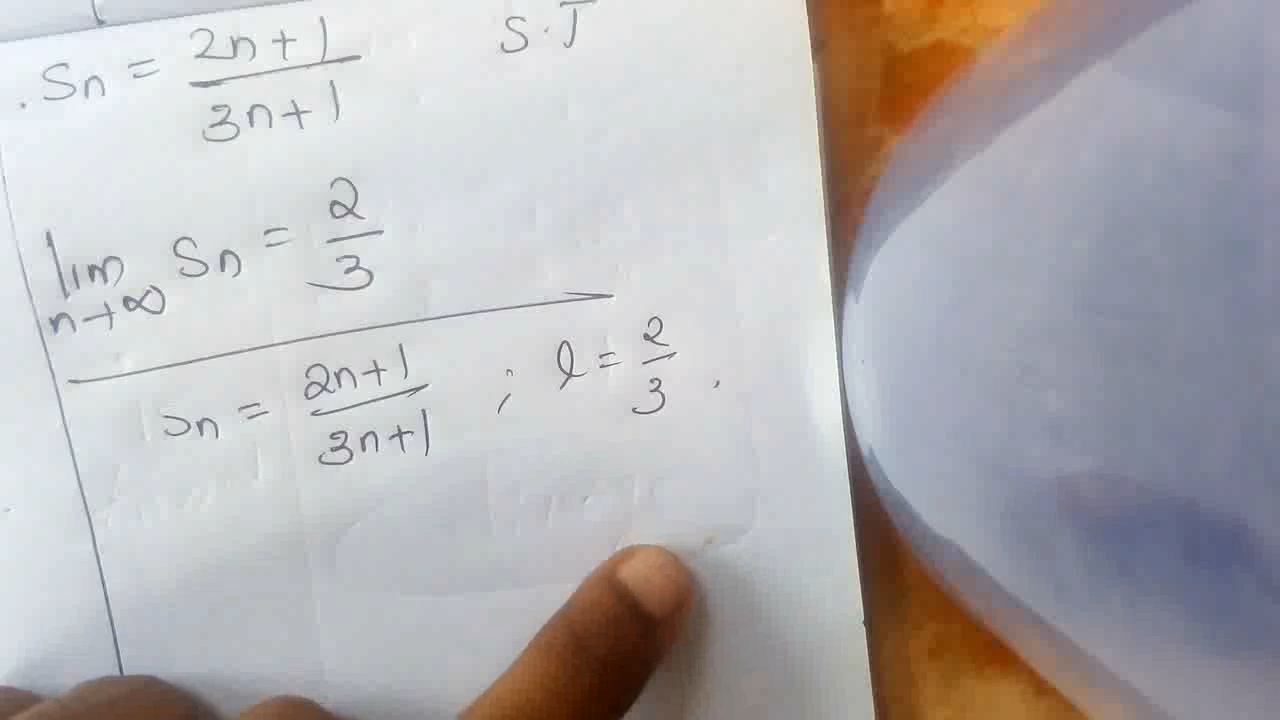 . Sn = 2n+1 / 3n+1 S.T
lim n→∞ Sn = 2/3
Sn = 2n+1 / 3n+1 ; l = 2/3 .